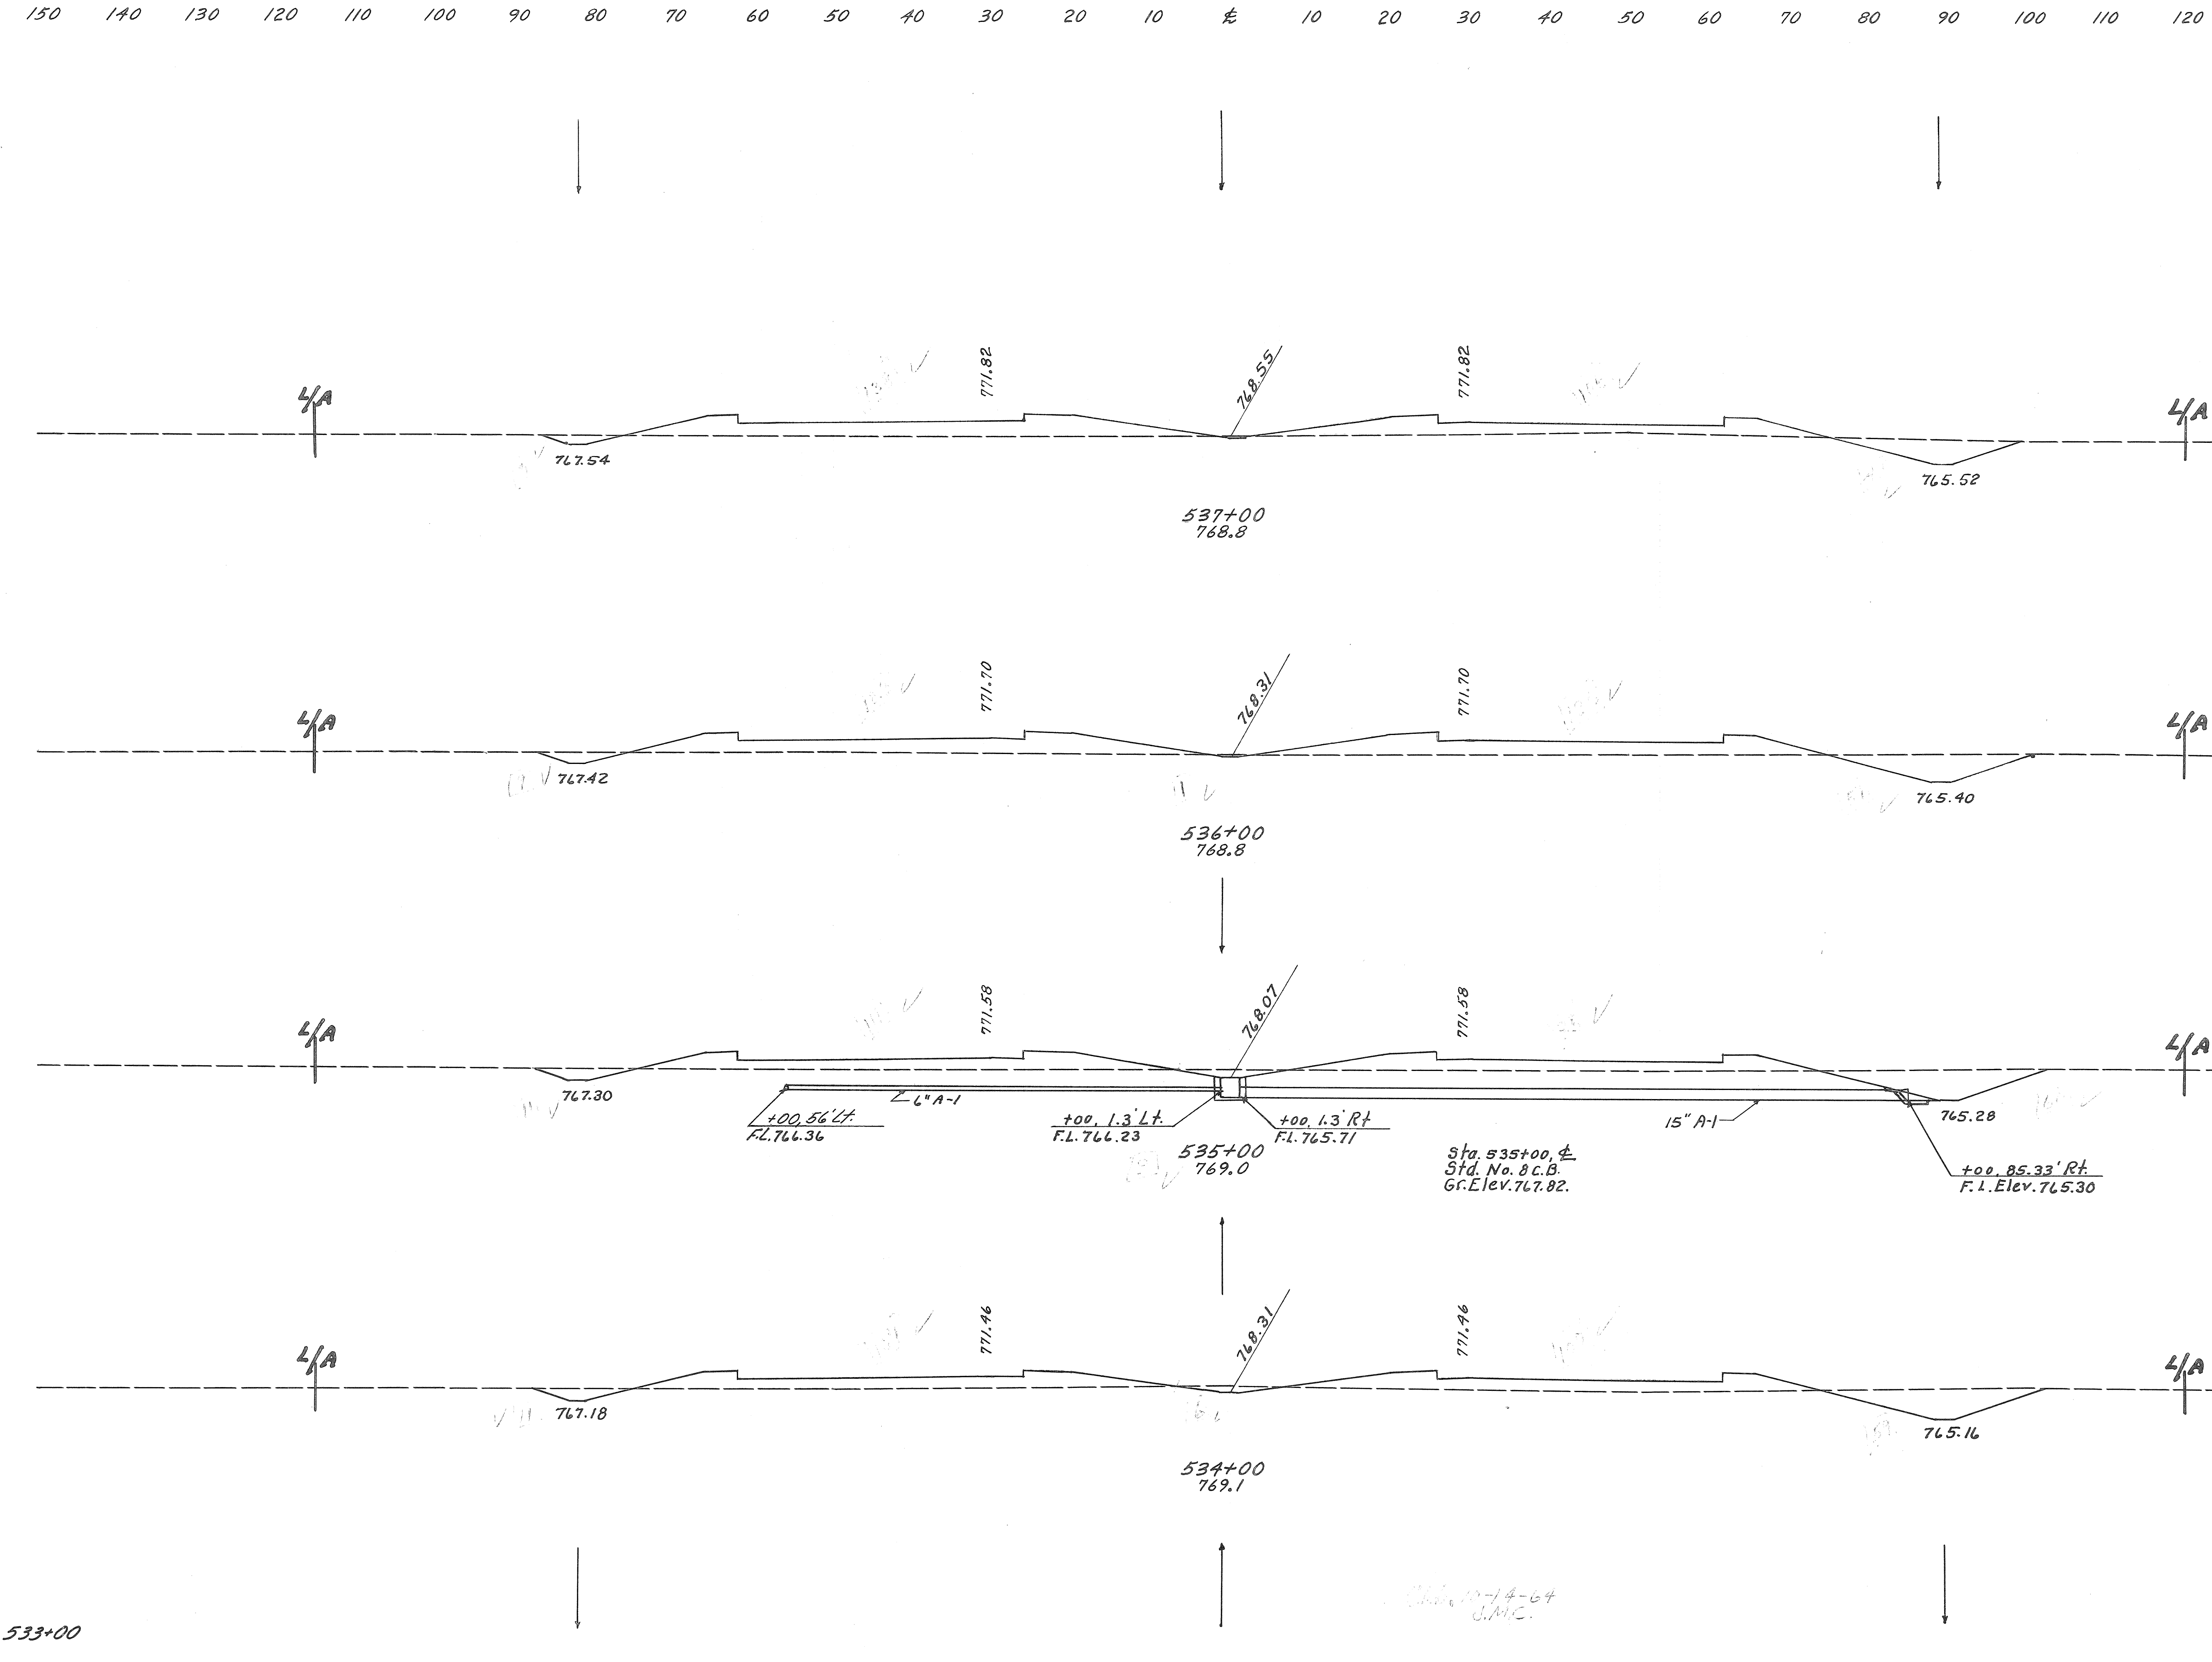 150 140 130 120 110 100 90 80 70 60 50 40 30 20 10 ℄ 10 20 30 40 50 60 70 80 90 100 110 120
771.82
768.55
771.82
L/A
L/A
767.54
765.52
537+00
768.8
771.70
768.31
771.70
L/A
L/A
767.42
765.40
536+00
768.8
771.58
768.07
771.58
L/A
L/A
767.30
6" A-1
+00, 56' Lt.
F.L. 766.36
+00, 1.3' Lt.
F.L. 766.23
+00, 1.3' Rt
F.L. 765.71
15" A-1
765.28
535+00
769.0
Sta. 535+00, ℄
Std. No. 8 C.B.
Gr. Elev. 767.82.
+00, 85.33' Rt.
F.L. Elev. 765.30
771.46
768.31
771.46
L/A
L/A
767.18
765.16
534+00
769.1
-14-64
J.M.C.
533+00